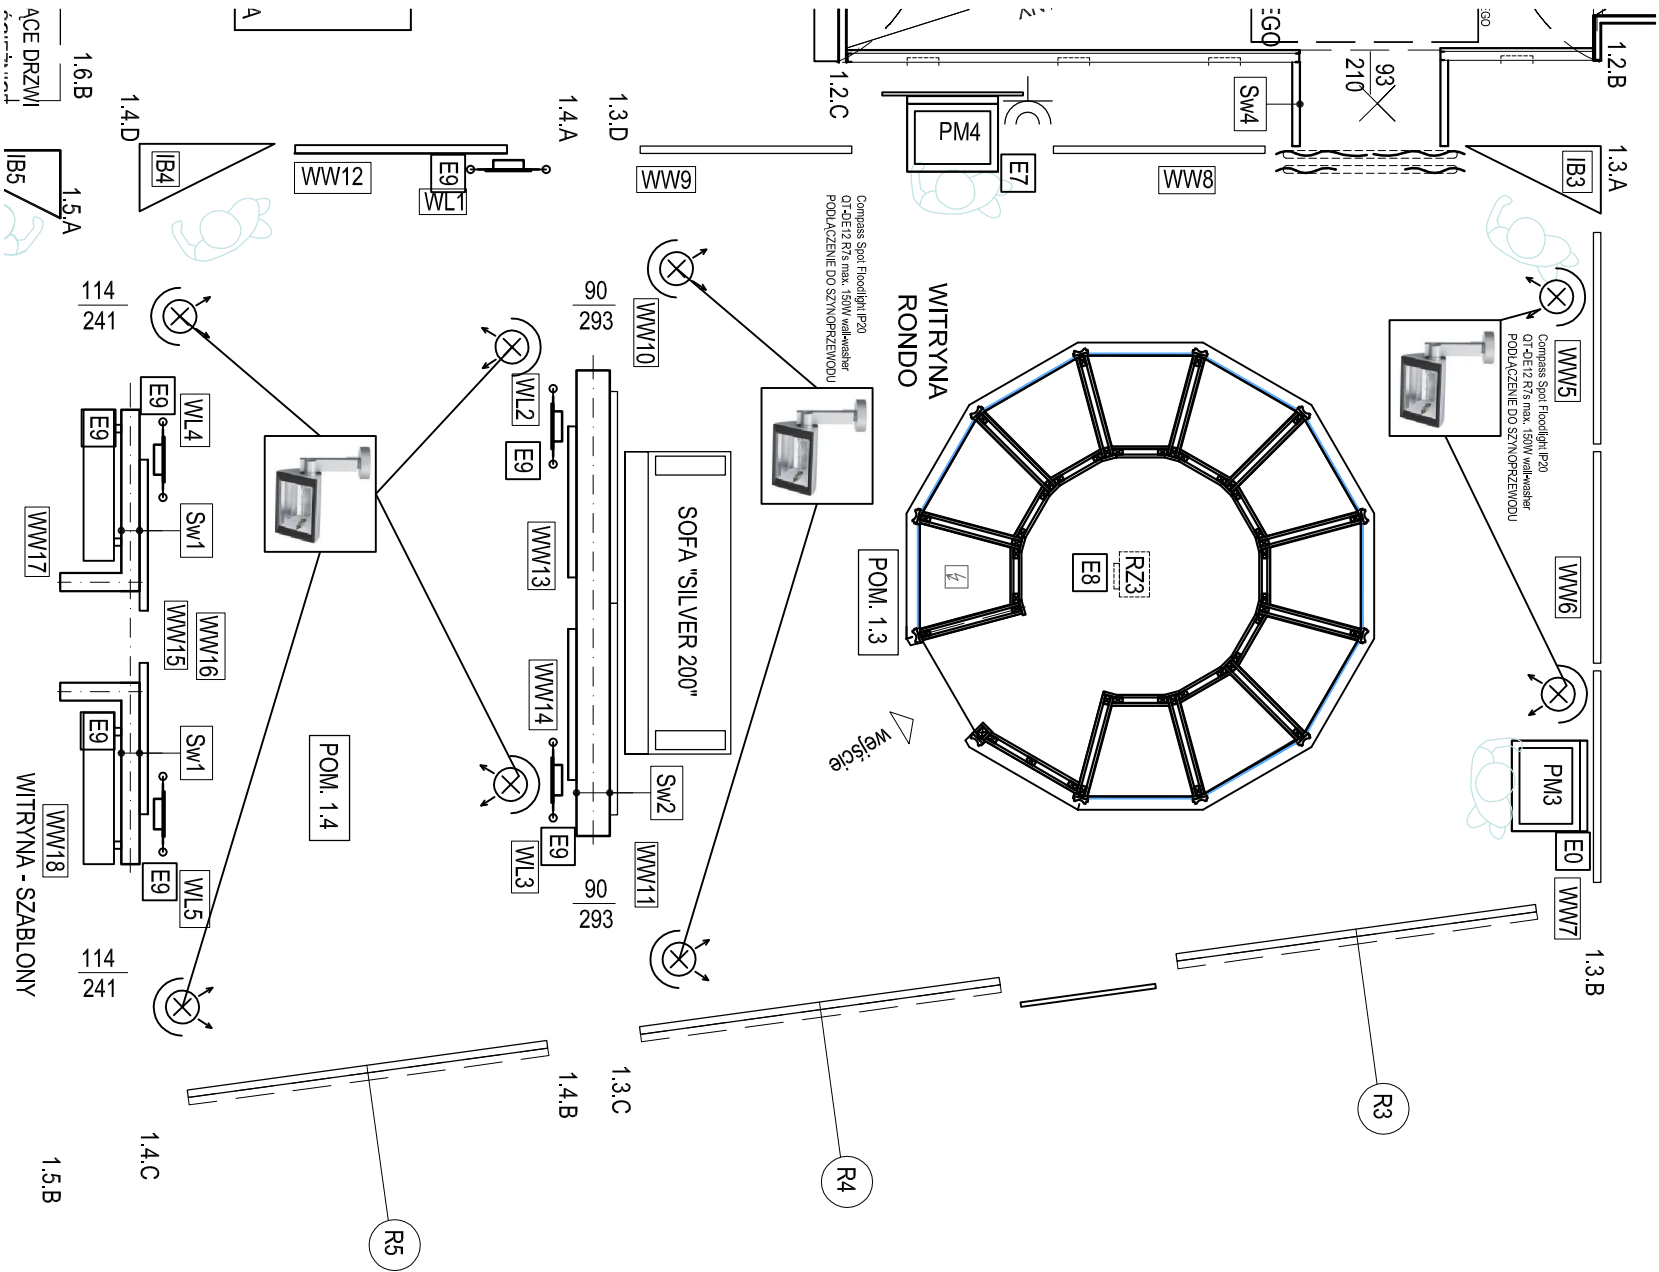 ĄCE DRZWI
1.6.B
A
EGO
EGO
93
210
1.2.B
1.4.D
1.4.A
1.3.D
1.2.C
PM4
Sw4
1.3.A
IB5
1.5.A
IB4
WW12
E9
WL1
WW9
E7
WW8
IB3
Compass Spot Floodlight IP20
QT-DE12 R7s max. 150W wall-washer
PODŁĄCZENIE DO SZYNOPRZEWODU
114
241
90
293
WW10
WITRYNA
RONDO
Compass Spot Floodlight IP20
QT-DE12 R7s max. 150W wall-washer
PODŁĄCZENIE DO SZYNOPRZEWODU
WW5
E9
WL4
E9
WL2
E9
Sw1
WW17
WW13
SOFA "SILVER 200"
POM. 1.3
E8
RZ3
WW6
WW15
WW16
WW14
wejście
E9
Sw1
POM. 1.4
Sw2
PM3
E0
WITRYNA - SZABLONY
WW18
E9
WL5
WL3
E9
WW11
WW7
114
241
90
293
1.3.B
1.5.B
1.4.C
1.4.B
1.3.C
R5
R4
R3